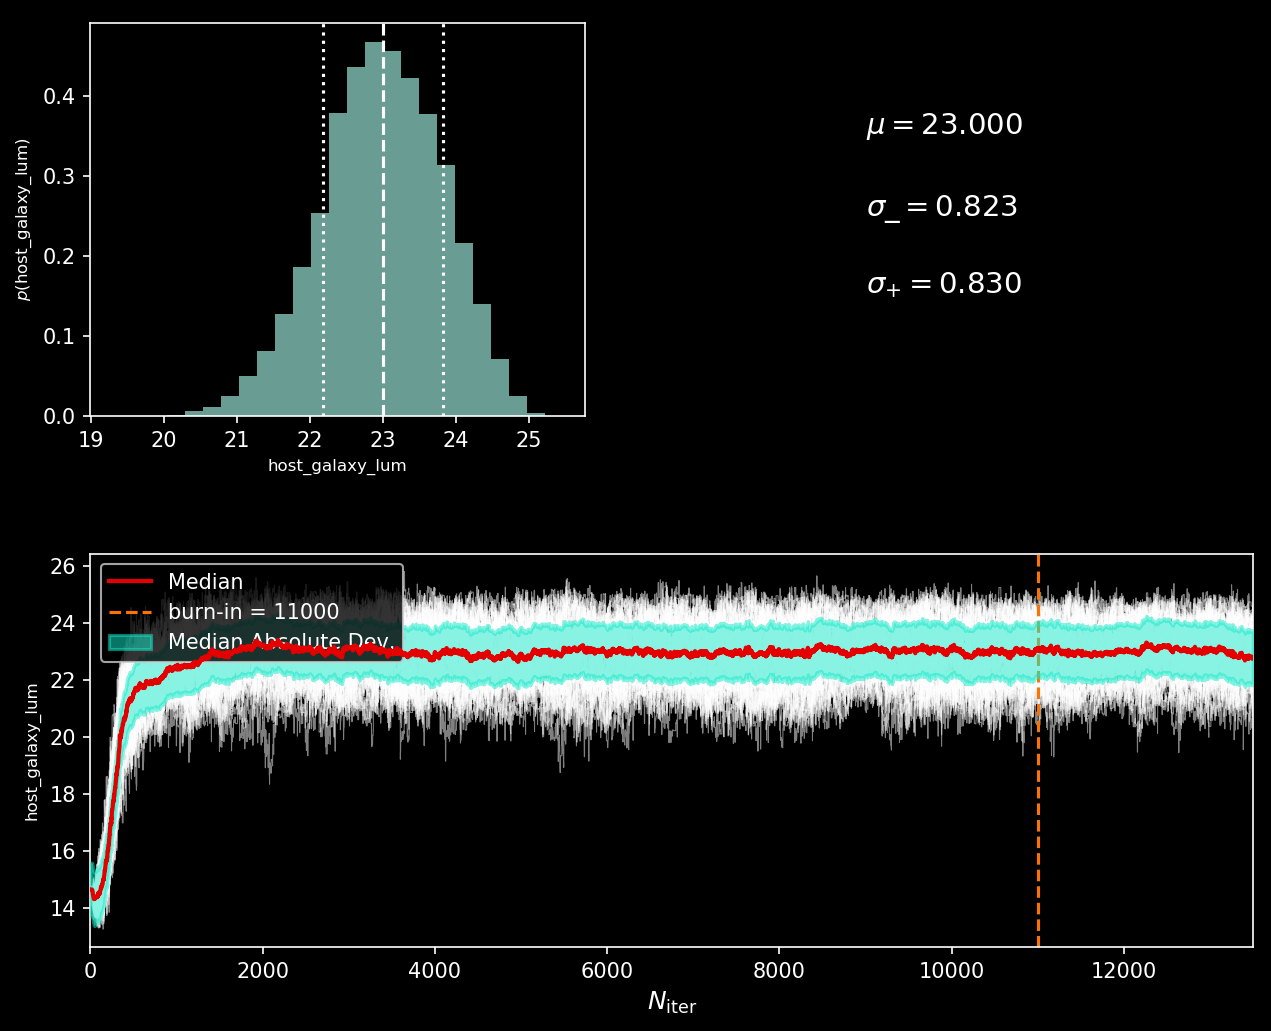 0.4
0.3
0.2
0.1
0.0
p(host_galaxy_lum)
19 20 21 22 23 24 25
host_galaxy_lum
μ = 23.000
σ₋ = 0.823
σ₊ = 0.830
26
24
22
20
18
16
14
host_galaxy_lum
Median
burn-in = 11000
Median Absolute Dev.
0 2000 4000 6000 8000 10000 12000
N_iter